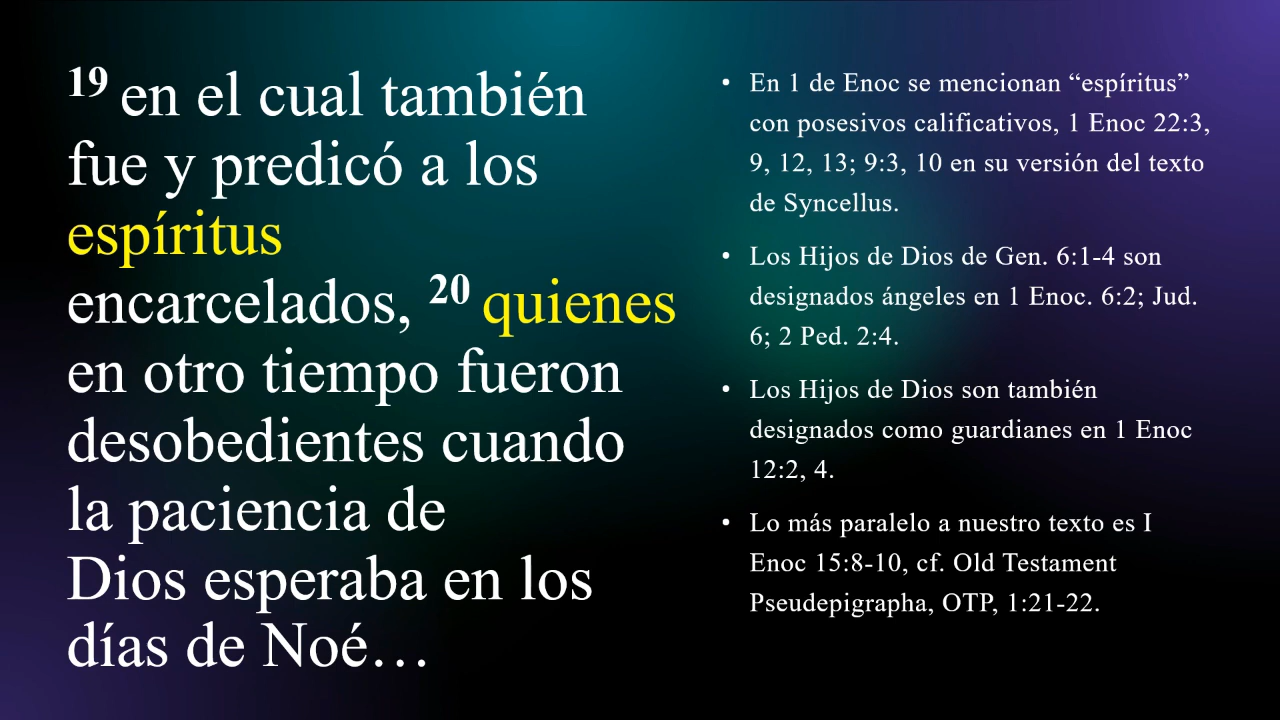 19 en el cual también
fue y predicó a los
espíritus
encarcelados, 20 quienes
en otro tiempo fueron
desobedientes cuando
la paciencia de
Dios esperaba en los
días de Noé…
• En 1 de Enoc se mencionan “espíritus”
con posesivos calificativos, 1 Enoc 22:3,
9, 12, 13; 9:3, 10 en su versión del texto
de Syncellus.
• Los Hijos de Dios de Gen. 6:1-4 son
designados ángeles en 1 Enoc. 6:2; Jud.
6; 2 Ped. 2:4.
• Los Hijos de Dios son también
designados como guardianes en 1 Enoc
12:2, 4.
• Lo más paralelo a nuestro texto es I
Enoc 15:8-10, cf. Old Testament
Pseudepigrapha, OTP, 1:21-22.